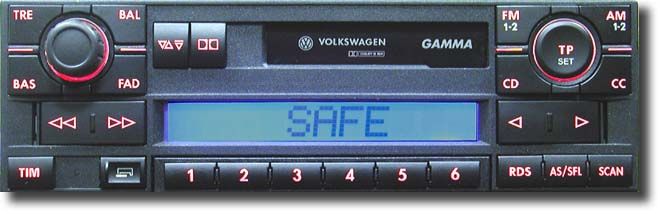 TRE BAL
VOLKSWAGEN GAMMA
FM
1·2
AM
1·2
TP
SET
BAS FAD
CD CC
SAFE
TIM
1 2 3 4 5 6
RDS AS/SFL SCAN